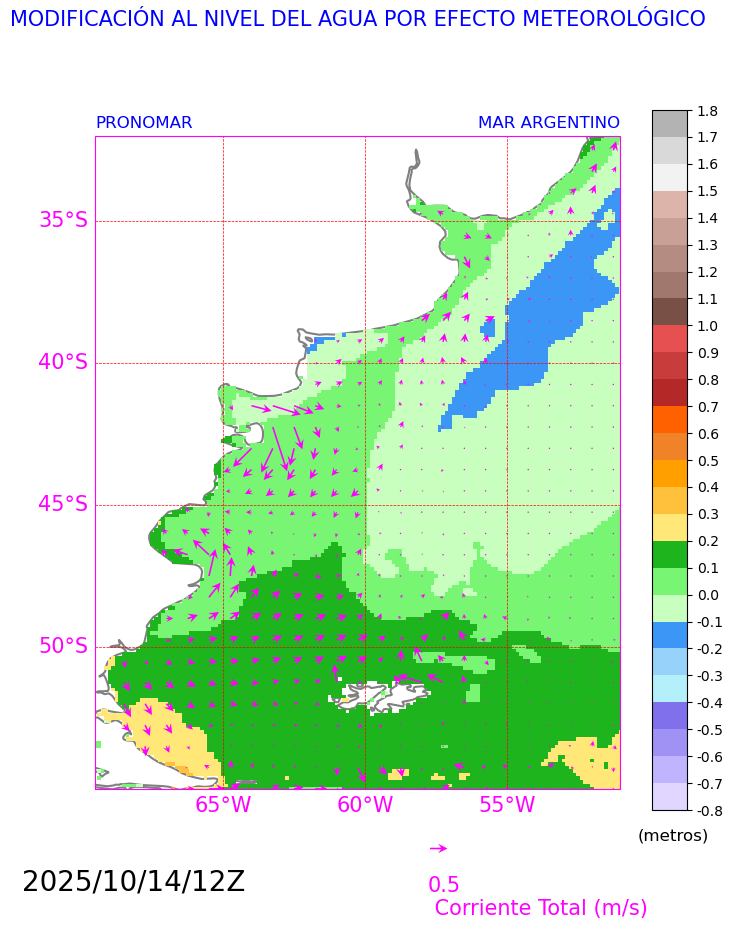 MODIFICACIÓN AL NIVEL DEL AGUA POR EFECTO METEOROLÓGICO
PRONOMAR
MAR ARGENTINO
35°S
40°S
45°S
50°S
65°W
60°W
55°W
1.8
1.7
1.6
1.5
1.4
1.3
1.2
1.1
1.0
0.9
0.8
0.7
0.6
0.5
0.4
0.3
0.2
0.1
0.0
-0.1
-0.2
-0.3
-0.4
-0.5
-0.6
-0.7
-0.8
(metros)
2025/10/14/12Z
0.5
Corriente Total (m/s)